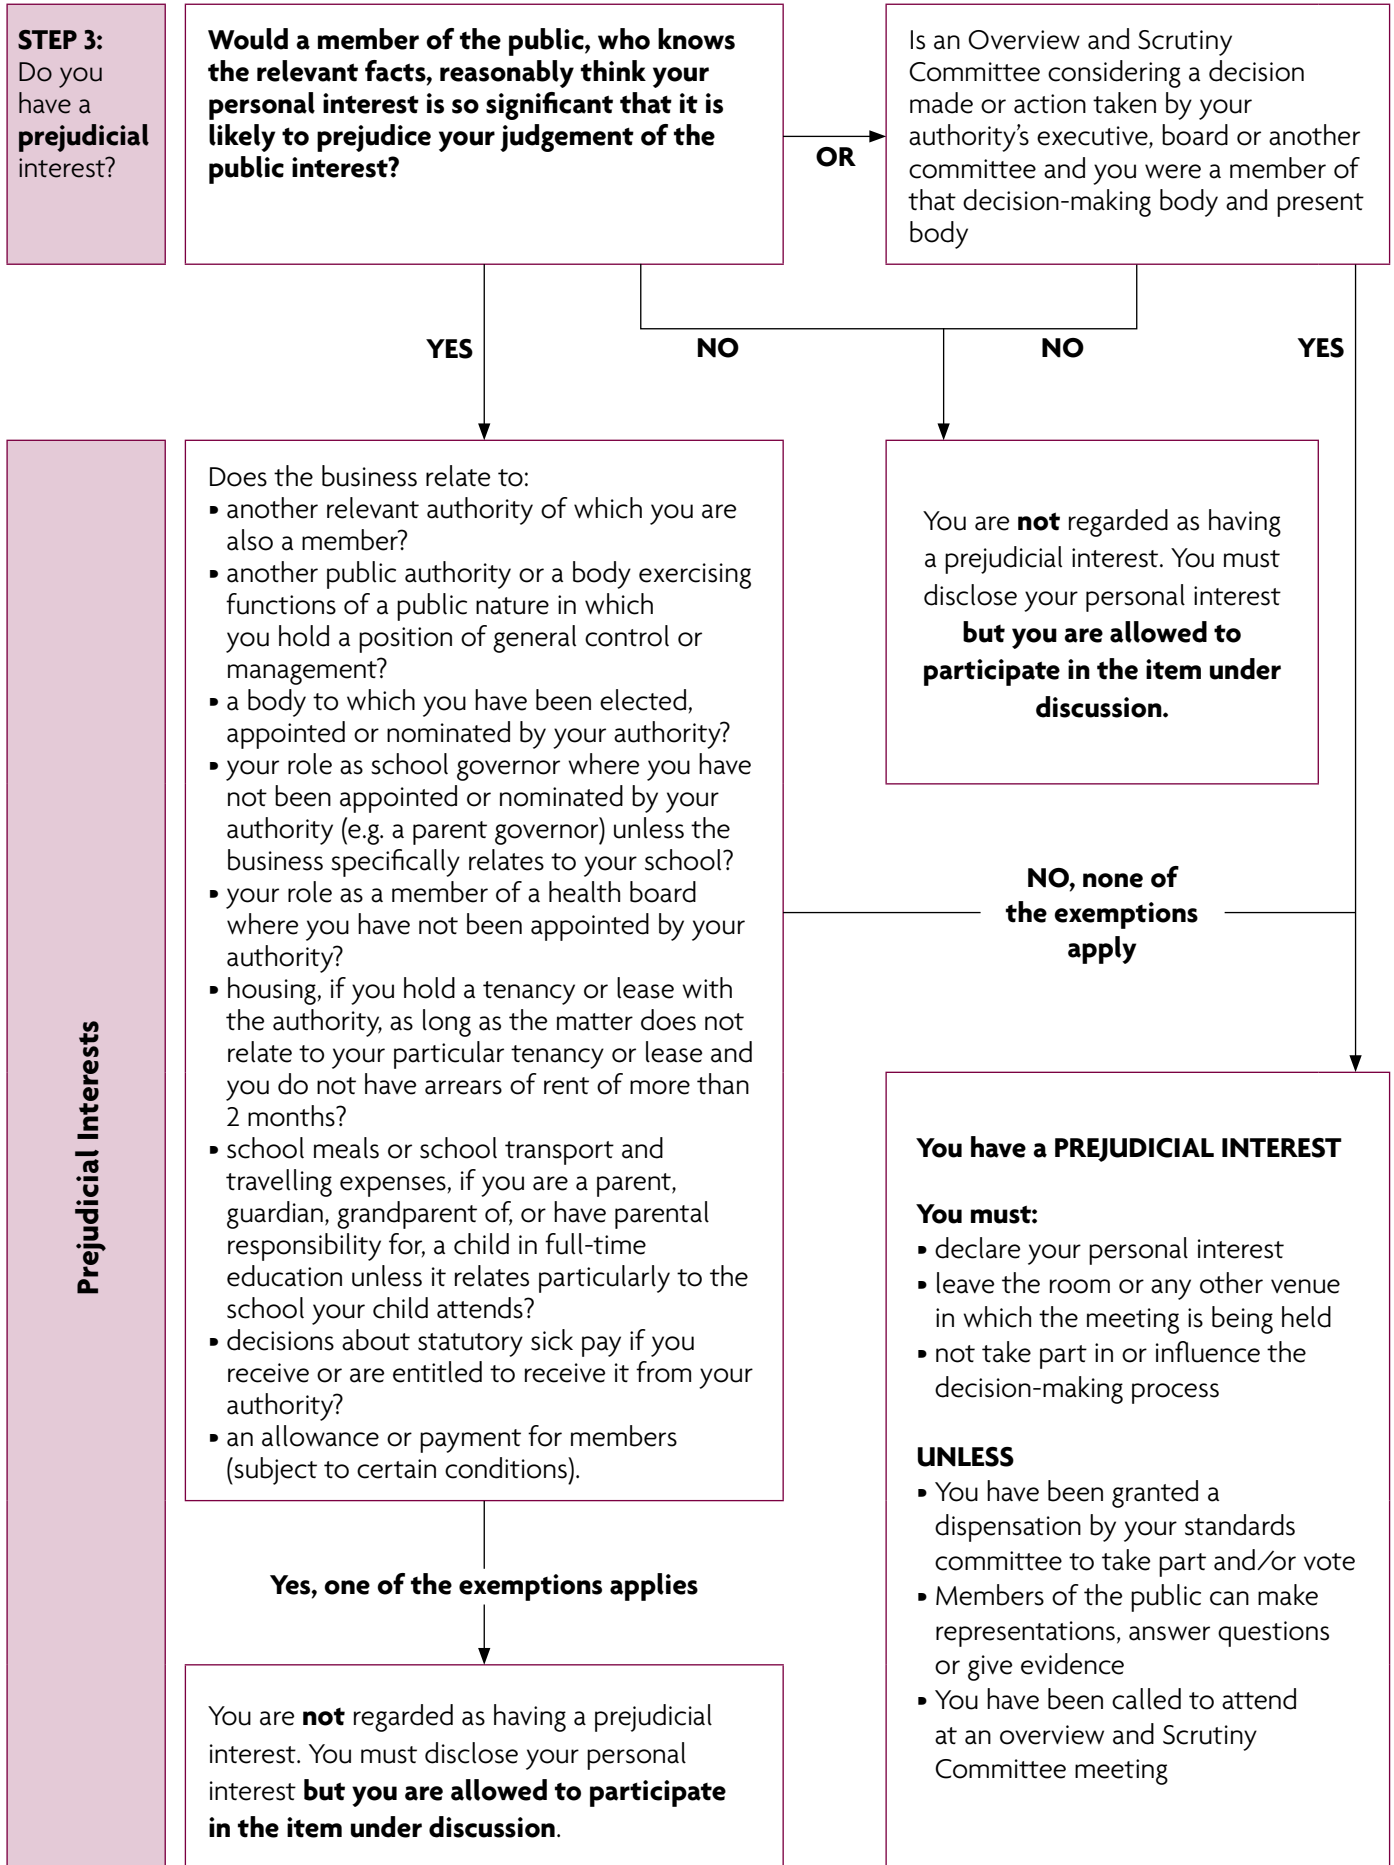 STEP 3:
Do you
have a
prejudicial
interest?
Would a member of the public, who knows
the relevant facts, reasonably think your
personal interest is so significant that it is
likely to prejudice your judgement of the
public interest?
OR
Is an Overview and Scrutiny
Committee considering a decision
made or action taken by your
authority’s executive, board or another
committee and you were a member of
that decision-making body and present
body
YES
NO
NO
YES
Prejudicial Interests
Does the business relate to:
• another relevant authority of which you are
also a member?
• another public authority or a body exercising
functions of a public nature in which
you hold a position of general control or
management?
• a body to which you have been elected,
appointed or nominated by your authority?
• your role as school governor where you have
not been appointed or nominated by your
authority (e.g. a parent governor) unless the
business specifically relates to your school?
• your role as a member of a health board
where you have not been appointed by your
authority?
• housing, if you hold a tenancy or lease with
the authority, as long as the matter does not
relate to your particular tenancy or lease and
you do not have arrears of rent of more than
2 months?
• school meals or school transport and
travelling expenses, if you are a parent,
guardian, grandparent of, or have parental
responsibility for, a child in full-time
education unless it relates particularly to the
school your child attends?
• decisions about statutory sick pay if you
receive or are entitled to receive it from your
authority?
• an allowance or payment for members
(subject to certain conditions).
You are not regarded as having
a prejudicial interest. You must
disclose your personal interest
but you are allowed to
participate in the item under
discussion.
NO, none of
the exemptions
apply
You have a PREJUDICIAL INTEREST
You must:
• declare your personal interest
• leave the room or any other venue
in which the meeting is being held
• not take part in or influence the
decision-making process
UNLESS
• You have been granted a
dispensation by your standards
committee to take part and/or vote
• Members of the public can make
representations, answer questions
or give evidence
• You have been called to attend
at an overview and Scrutiny
Committee meeting
Yes, one of the exemptions applies
You are not regarded as having a prejudicial
interest. You must disclose your personal
interest but you are allowed to participate
in the item under discussion.